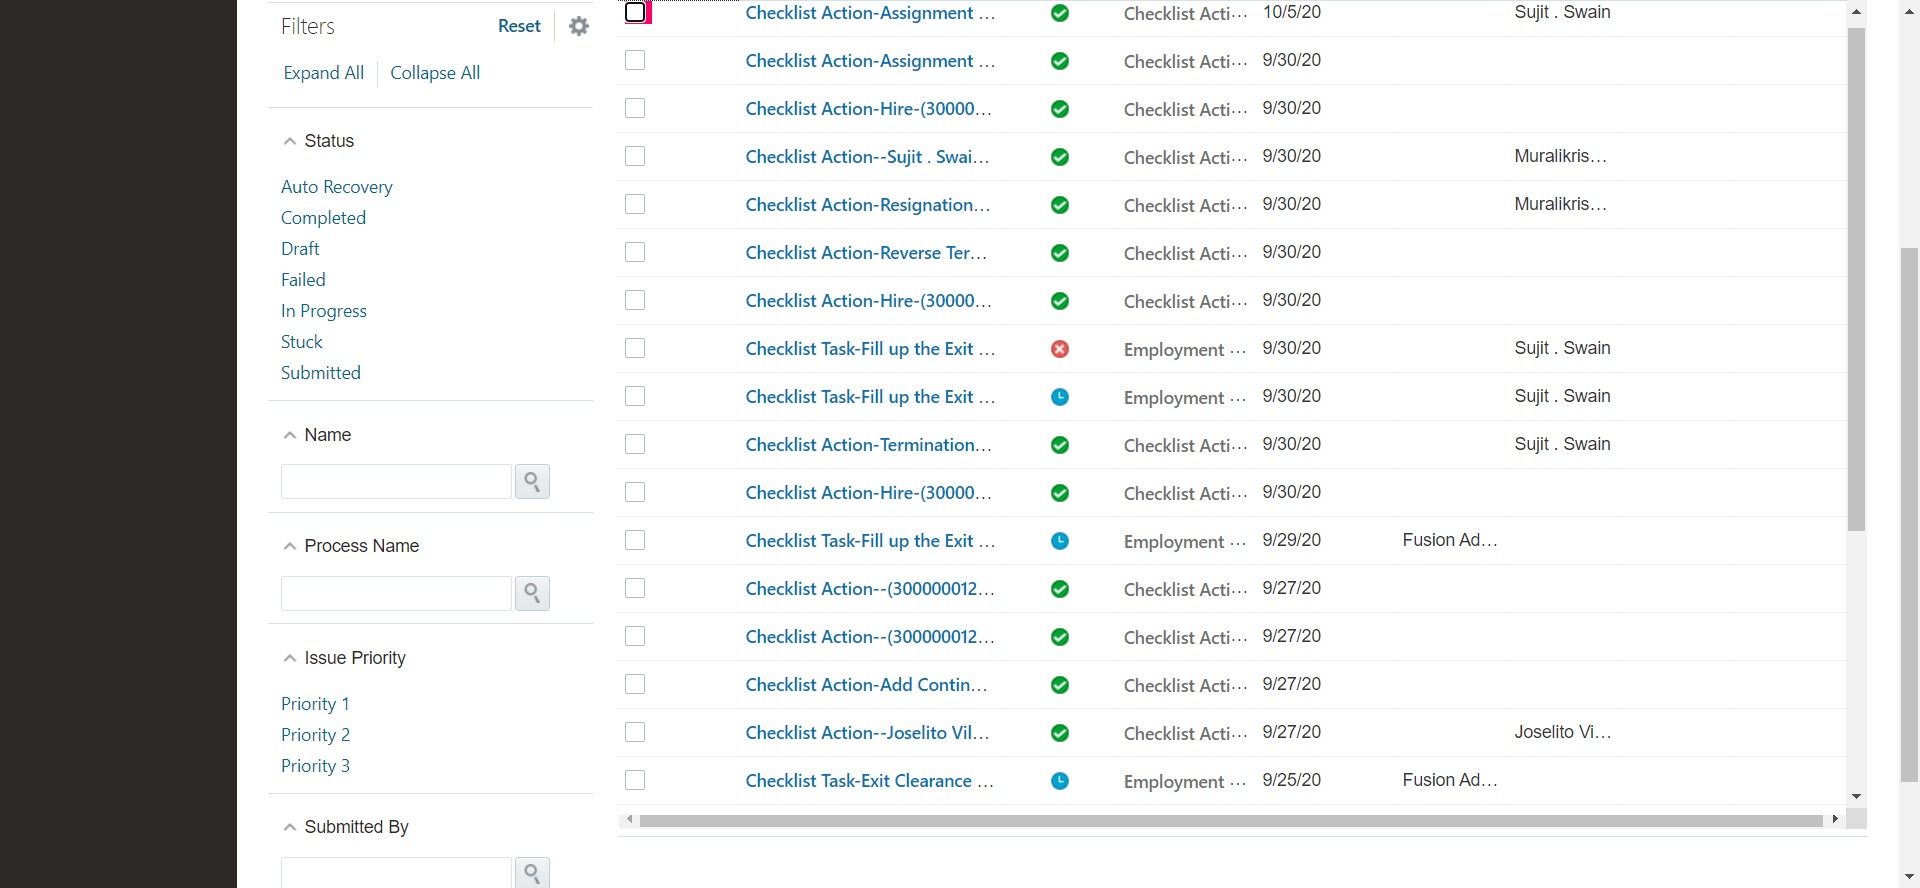 Filters Reset
Expand All Collapse All
Status
Auto Recovery
Completed
Draft
Failed
In Progress
Stuck
Submitted
Name
Process Name
Issue Priority
Priority 1
Priority 2
Priority 3
Submitted By
Checklist Action-Assignment ... Checklist Acti... 10/5/20 Sujit . Swain
Checklist Action-Assignment ... Checklist Acti... 9/30/20
Checklist Action-Hire-(30000... Checklist Acti... 9/30/20
Checklist Action--Sujit . Swai... Checklist Acti... 9/30/20 Muralikris...
Checklist Action-Resignation... Checklist Acti... 9/30/20 Muralikris...
Checklist Action-Reverse Ter... Checklist Acti... 9/30/20
Checklist Action-Hire-(30000... Checklist Acti... 9/30/20
Checklist Task-Fill up the Exit ... Employment ... 9/30/20 Sujit . Swain
Checklist Task-Fill up the Exit ... Employment ... 9/30/20 Sujit . Swain
Checklist Action-Termination... Checklist Acti... 9/30/20 Sujit . Swain
Checklist Action-Hire-(30000... Checklist Acti... 9/30/20
Checklist Task-Fill up the Exit ... Employment ... 9/29/20 Fusion Ad...
Checklist Action--(300000012... Checklist Acti... 9/27/20
Checklist Action--(300000012... Checklist Acti... 9/27/20
Checklist Action-Add Contin... Checklist Acti... 9/27/20
Checklist Action--Joselito Vil... Checklist Acti... 9/27/20 Joselito Vi...
Checklist Task-Exit Clearance ... Employment ... 9/25/20 Fusion Ad...